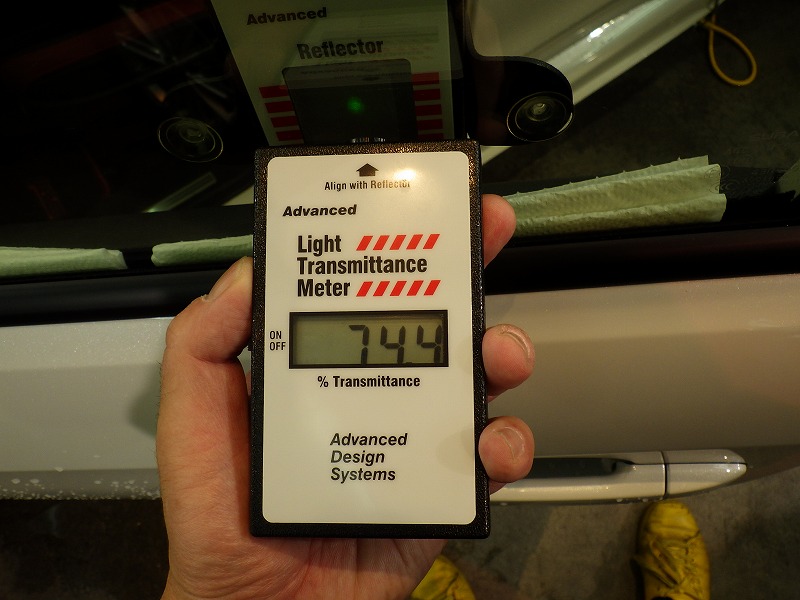 Advanced
Reflector
Align with Reflector
Advanced
Light
Transmittance
Meter
ON
OFF
74.4
% Transmittance
Advanced
Design
Systems